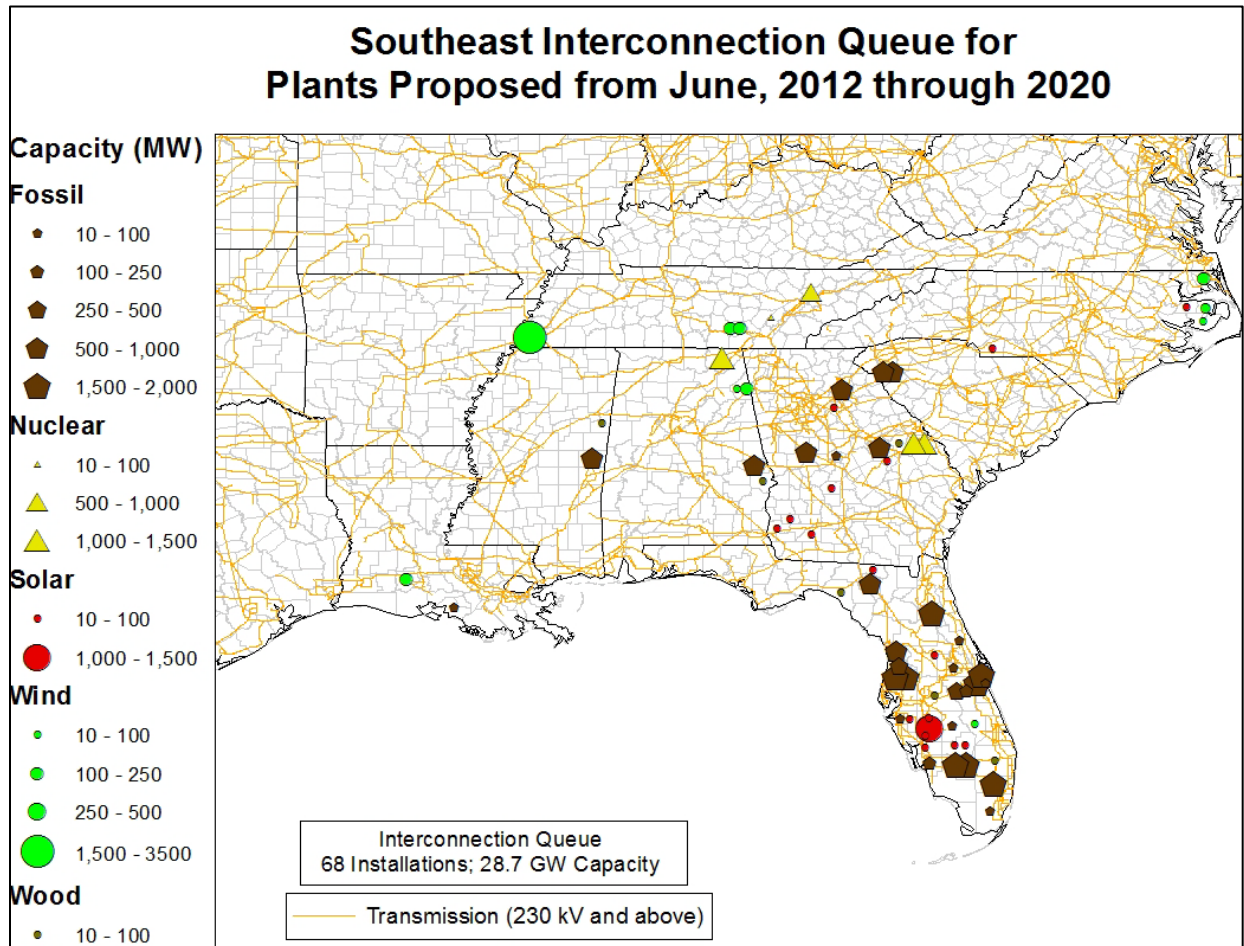 Southeast Interconnection Queue for
Plants Proposed from June, 2012 through 2020
Capacity (MW)
Fossil
10 - 100
100 - 250
250 - 500
500 - 1,000
1,500 - 2,000
Nuclear
10 - 100
500 - 1,000
1,000 - 1,500
Solar
10 - 100
1,000 - 1,500
Wind
10 - 100
100 - 250
250 - 500
1,500 - 3500
Wood
10 - 100
Interconnection Queue
68 Installations; 28.7 GW Capacity
Transmission (230 kV and above)